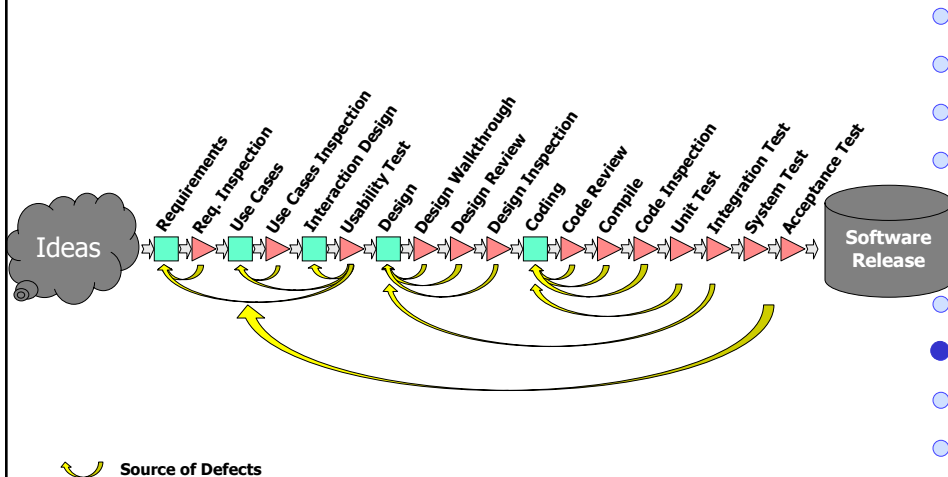 Ideas
Requirements
Req. Inspection
Use Cases
Use Cases Inspection
Interaction Design
Usability Test
Design
Design Walkthrough
Design Review
Design Inspection
Coding
Code Review
Compile
Code Inspection
Unit Test
Integration Test
System Test
Acceptance Test
Software
Release
Source of Defects